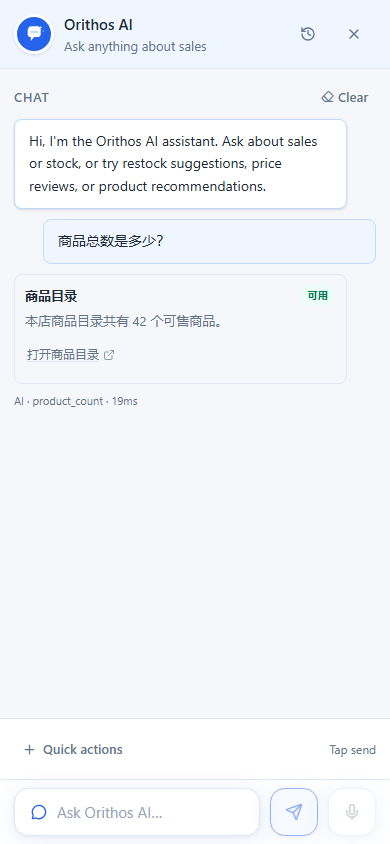 Orithos AI
Ask anything about sales
CHAT
Clear
Hi, I'm the Orithos AI assistant. Ask about sales
or stock, or try restock suggestions, price
reviews, or product recommendations.
商品总数是多少？
商品目录
可用
本店商品目录共有 42 个可售商品。
打开商品目录
AI · product_count · 19ms
Quick actions
Tap send
Ask Orithos AI...